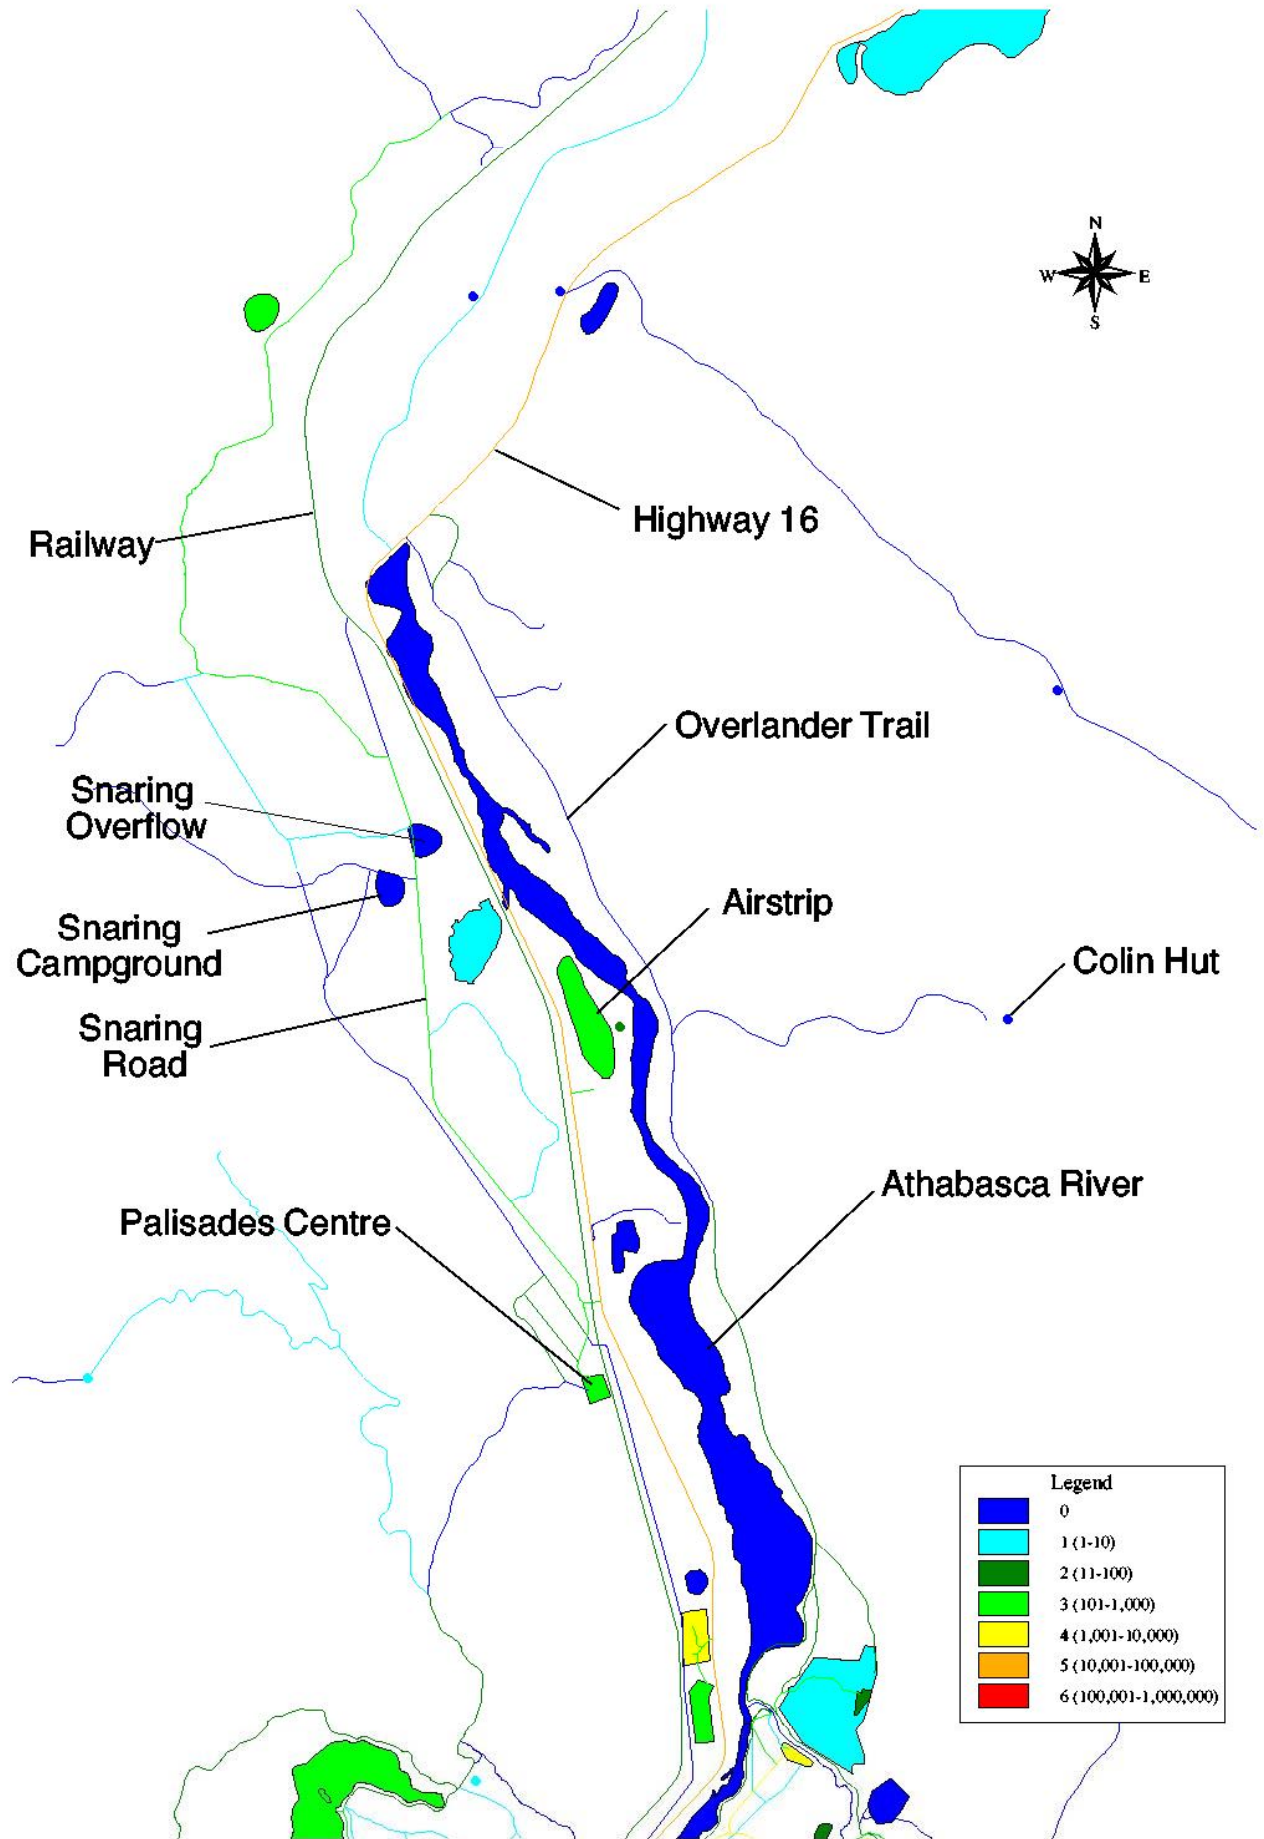 N
W E
S
Highway 16
Railway
Overlander Trail
Snaring
Overflow
Airstrip
Snaring
Campground
Colin Hut
Snaring
Road
Athabasca River
Palisades Centre
Legend
0
1 (1-10)
2 (11-100)
3 (101-1,000)
4 (1,001-10,000)
5 (10,001-100,000)
6 (100,001-1,000,000)